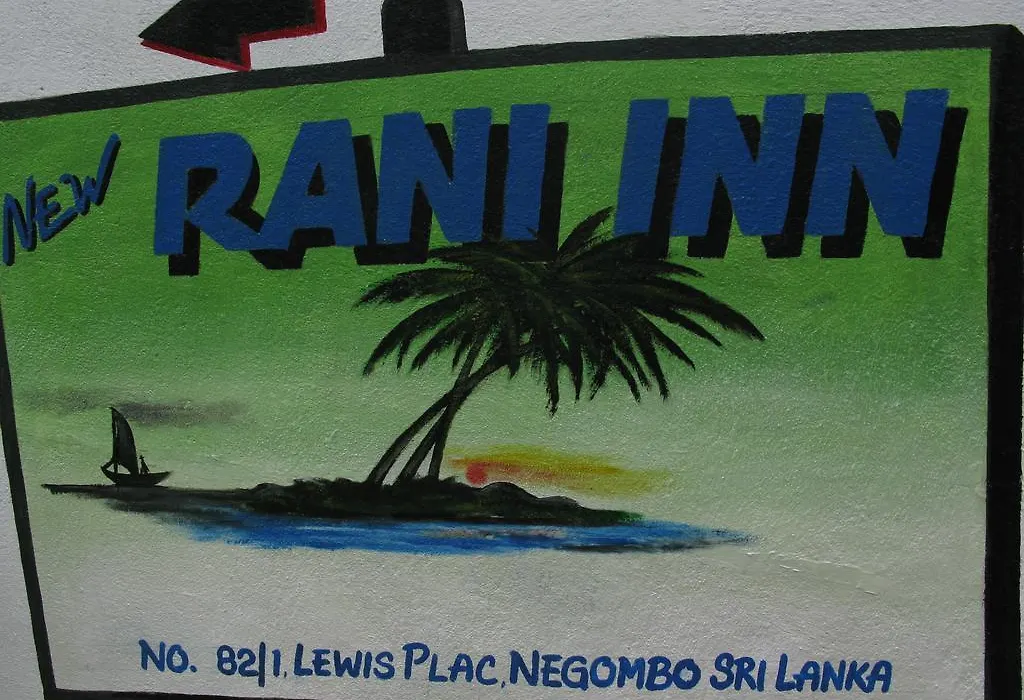 NEW RANI INN
NO. 82/1, LEWIS PLAC, NEGOMBO SRI LANKA